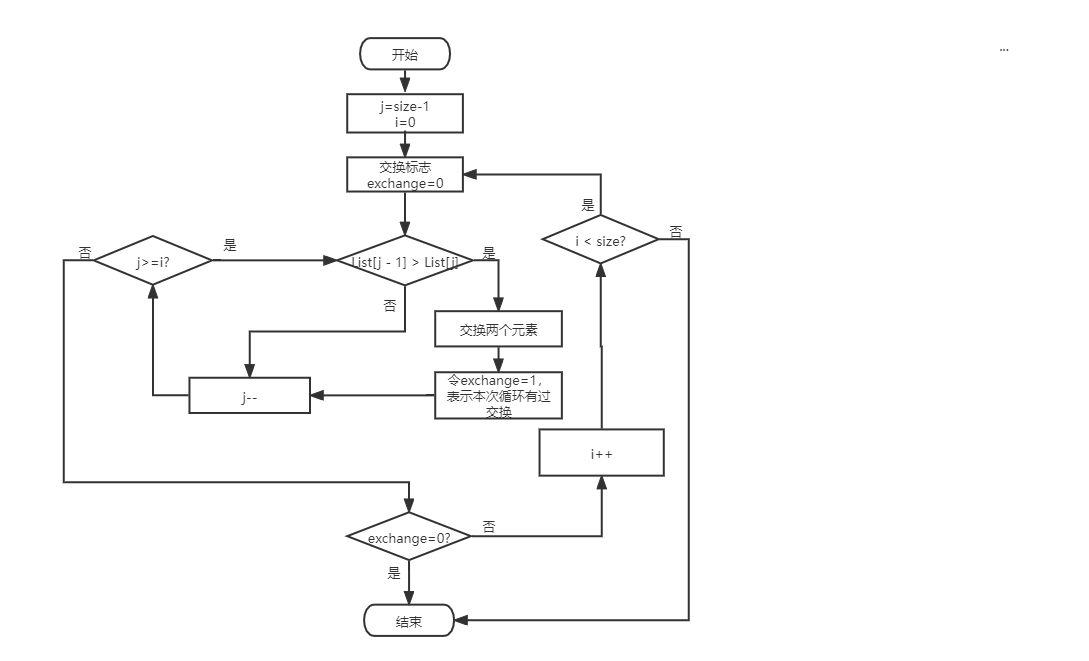 开始
...
j=size-1
i=0
交换标志
exchange=0
是
i < size?
否
否
j>=i?
是
List[j - 1] > List[j]
是
否
交换两个元素
令exchange=1,
表示本次循环有过
交换
j--
i++
exchange=0?
否
是
结束